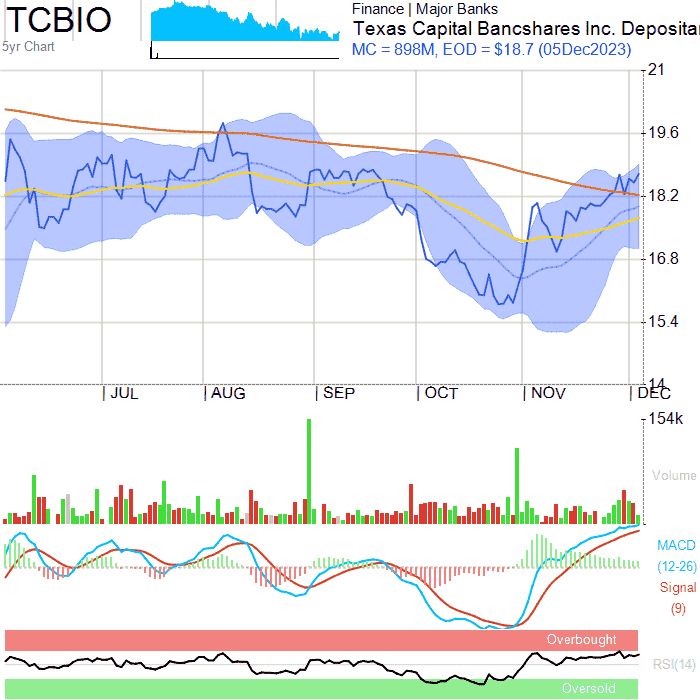 TCBIO
5yr Chart
Finance | Major Banks
Texas Capital Bancshares Inc. Depositar
MC = 898M, EOD = $18.7 (05Dec2023)
21
19.6
18.2
16.8
15.4
14
| JUL | AUG | SEP | OCT | NOV | DEC
154k
Volume
MACD
(12-26)
Signal
(9)
Overbought
RSI(14)
Oversold